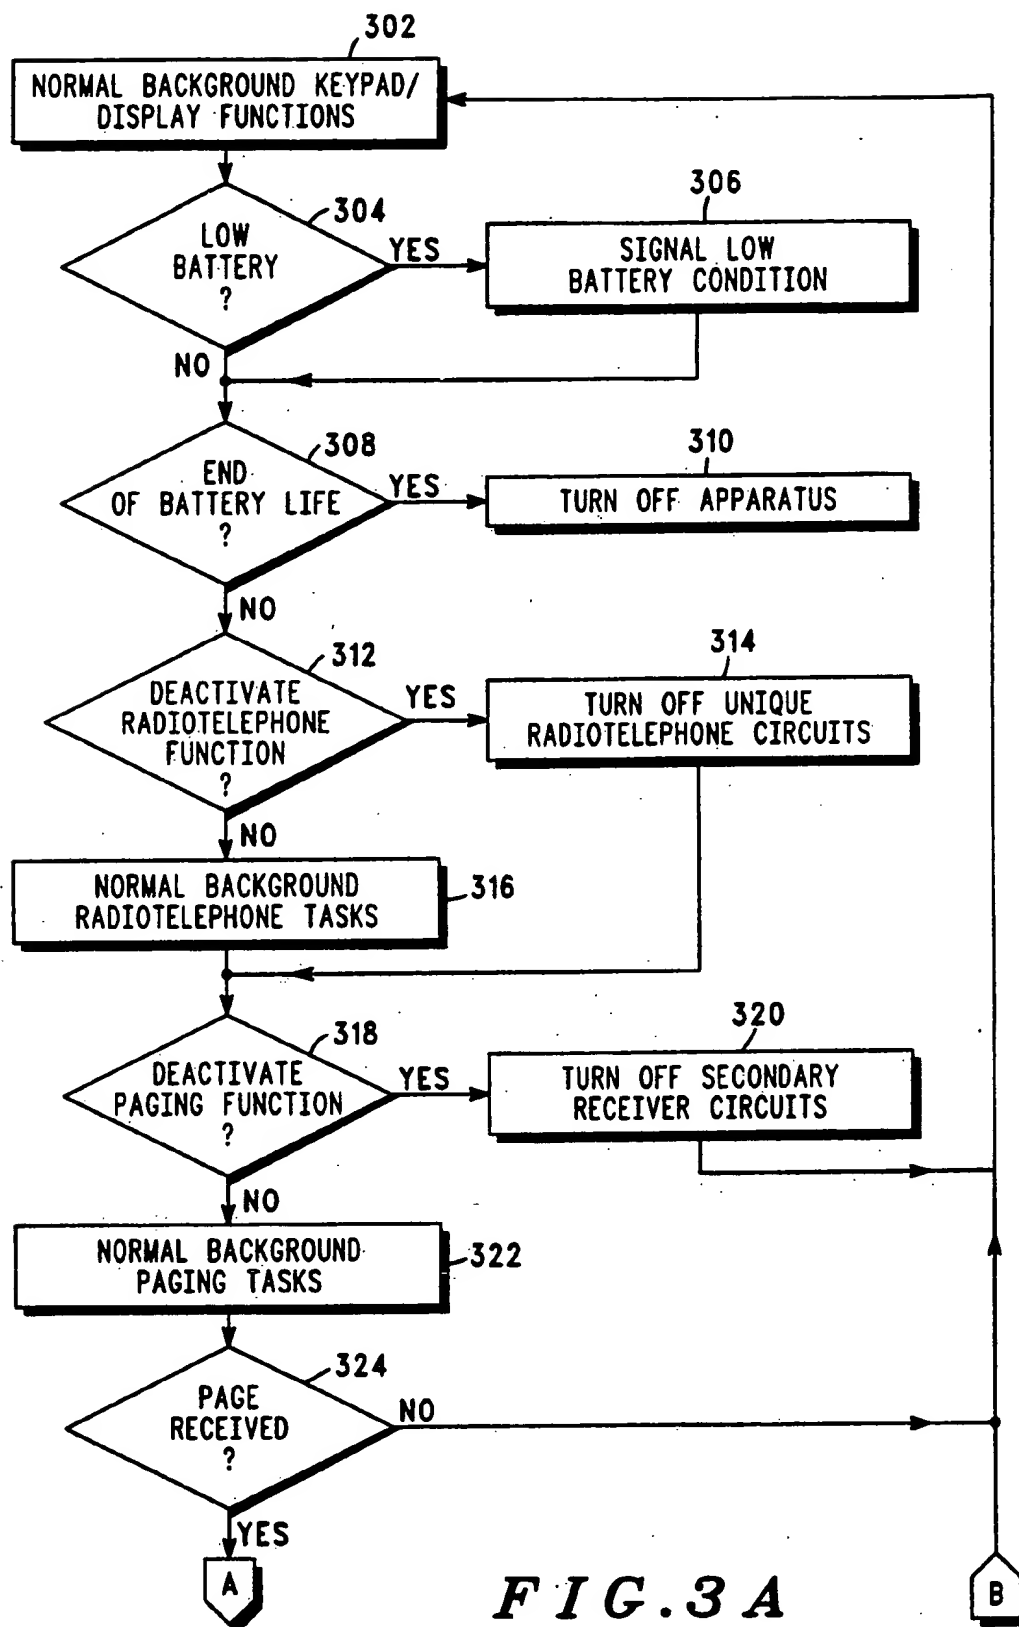 302
NORMAL BACKGROUND KEYPAD/
DISPLAY FUNCTIONS
304
LOW
BATTERY
?
YES
306
SIGNAL LOW
BATTERY CONDITION
NO
308
END
OF BATTERY LIFE
?
YES
310
TURN OFF APPARATUS
NO
312
DEACTIVATE
RADIOTELEPHONE
FUNCTION
?
YES
314
TURN OFF UNIQUE
RADIOTELEPHONE CIRCUITS
NO
NORMAL BACKGROUND
RADIOTELEPHONE TASKS
316
318
DEACTIVATE
PAGING FUNCTION
?
YES
320
TURN OFF SECONDARY
RECEIVER CIRCUITS
NO
NORMAL BACKGROUND
PAGING TASKS
322
324
PAGE
RECEIVED
?
NO
YES
A
B
FIG.3A